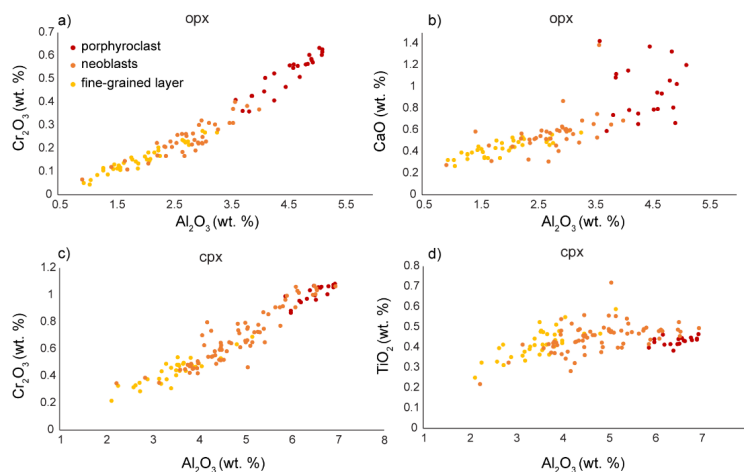 a)
opx
0.7
0.6
0.5
0.4
0.3
0.2
0.1
0
porphyroclast
neoblasts
fine-grained layer
Cr₂O₃ (wt. %)
0.5 1.5 2.5 3.5 4.5 5.5
Al₂O₃ (wt. %)
b)
opx
1.4
1.2
1
0.8
0.6
0.4
0.2
0
CaO (wt. %)
0.5 1.5 2.5 3.5 4.5 5.5
Al₂O₃ (wt. %)
c)
cpx
1.2
1
0.8
0.6
0.4
0.2
0
Cr₂O₃ (wt. %)
1 2 3 4 5 6 7 8
Al₂O₃ (wt. %)
d)
cpx
0.8
0.7
0.6
0.5
0.4
0.3
0.2
0.1
0
TiO₂ (wt. %)
1 2 3 4 5 6 7
Al₂O₃ (wt. %)